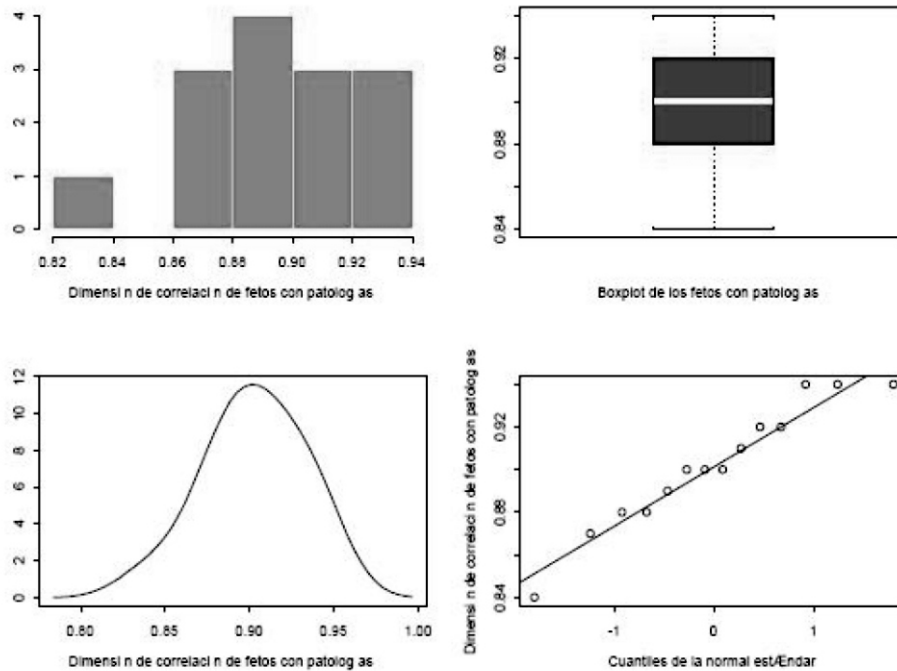 4
3
2
1
0
0.82 0.84 0.86 0.88 0.90 0.92 0.94
Dimensi n de correlaci n de fetos con patolog as
0.92
0.88
0.84
Boxplot de los fetos con patolog as
12
10
8
6
4
2
0
0.80 0.85 0.90 0.95 1.00
Dimensi n de correlaci n de fetos con patolog as
Dimensi n de correlaci n de fetos con patolog as
0.92
0.88
0.84
-1 0 1
Cuantiles de la normal estÆndar